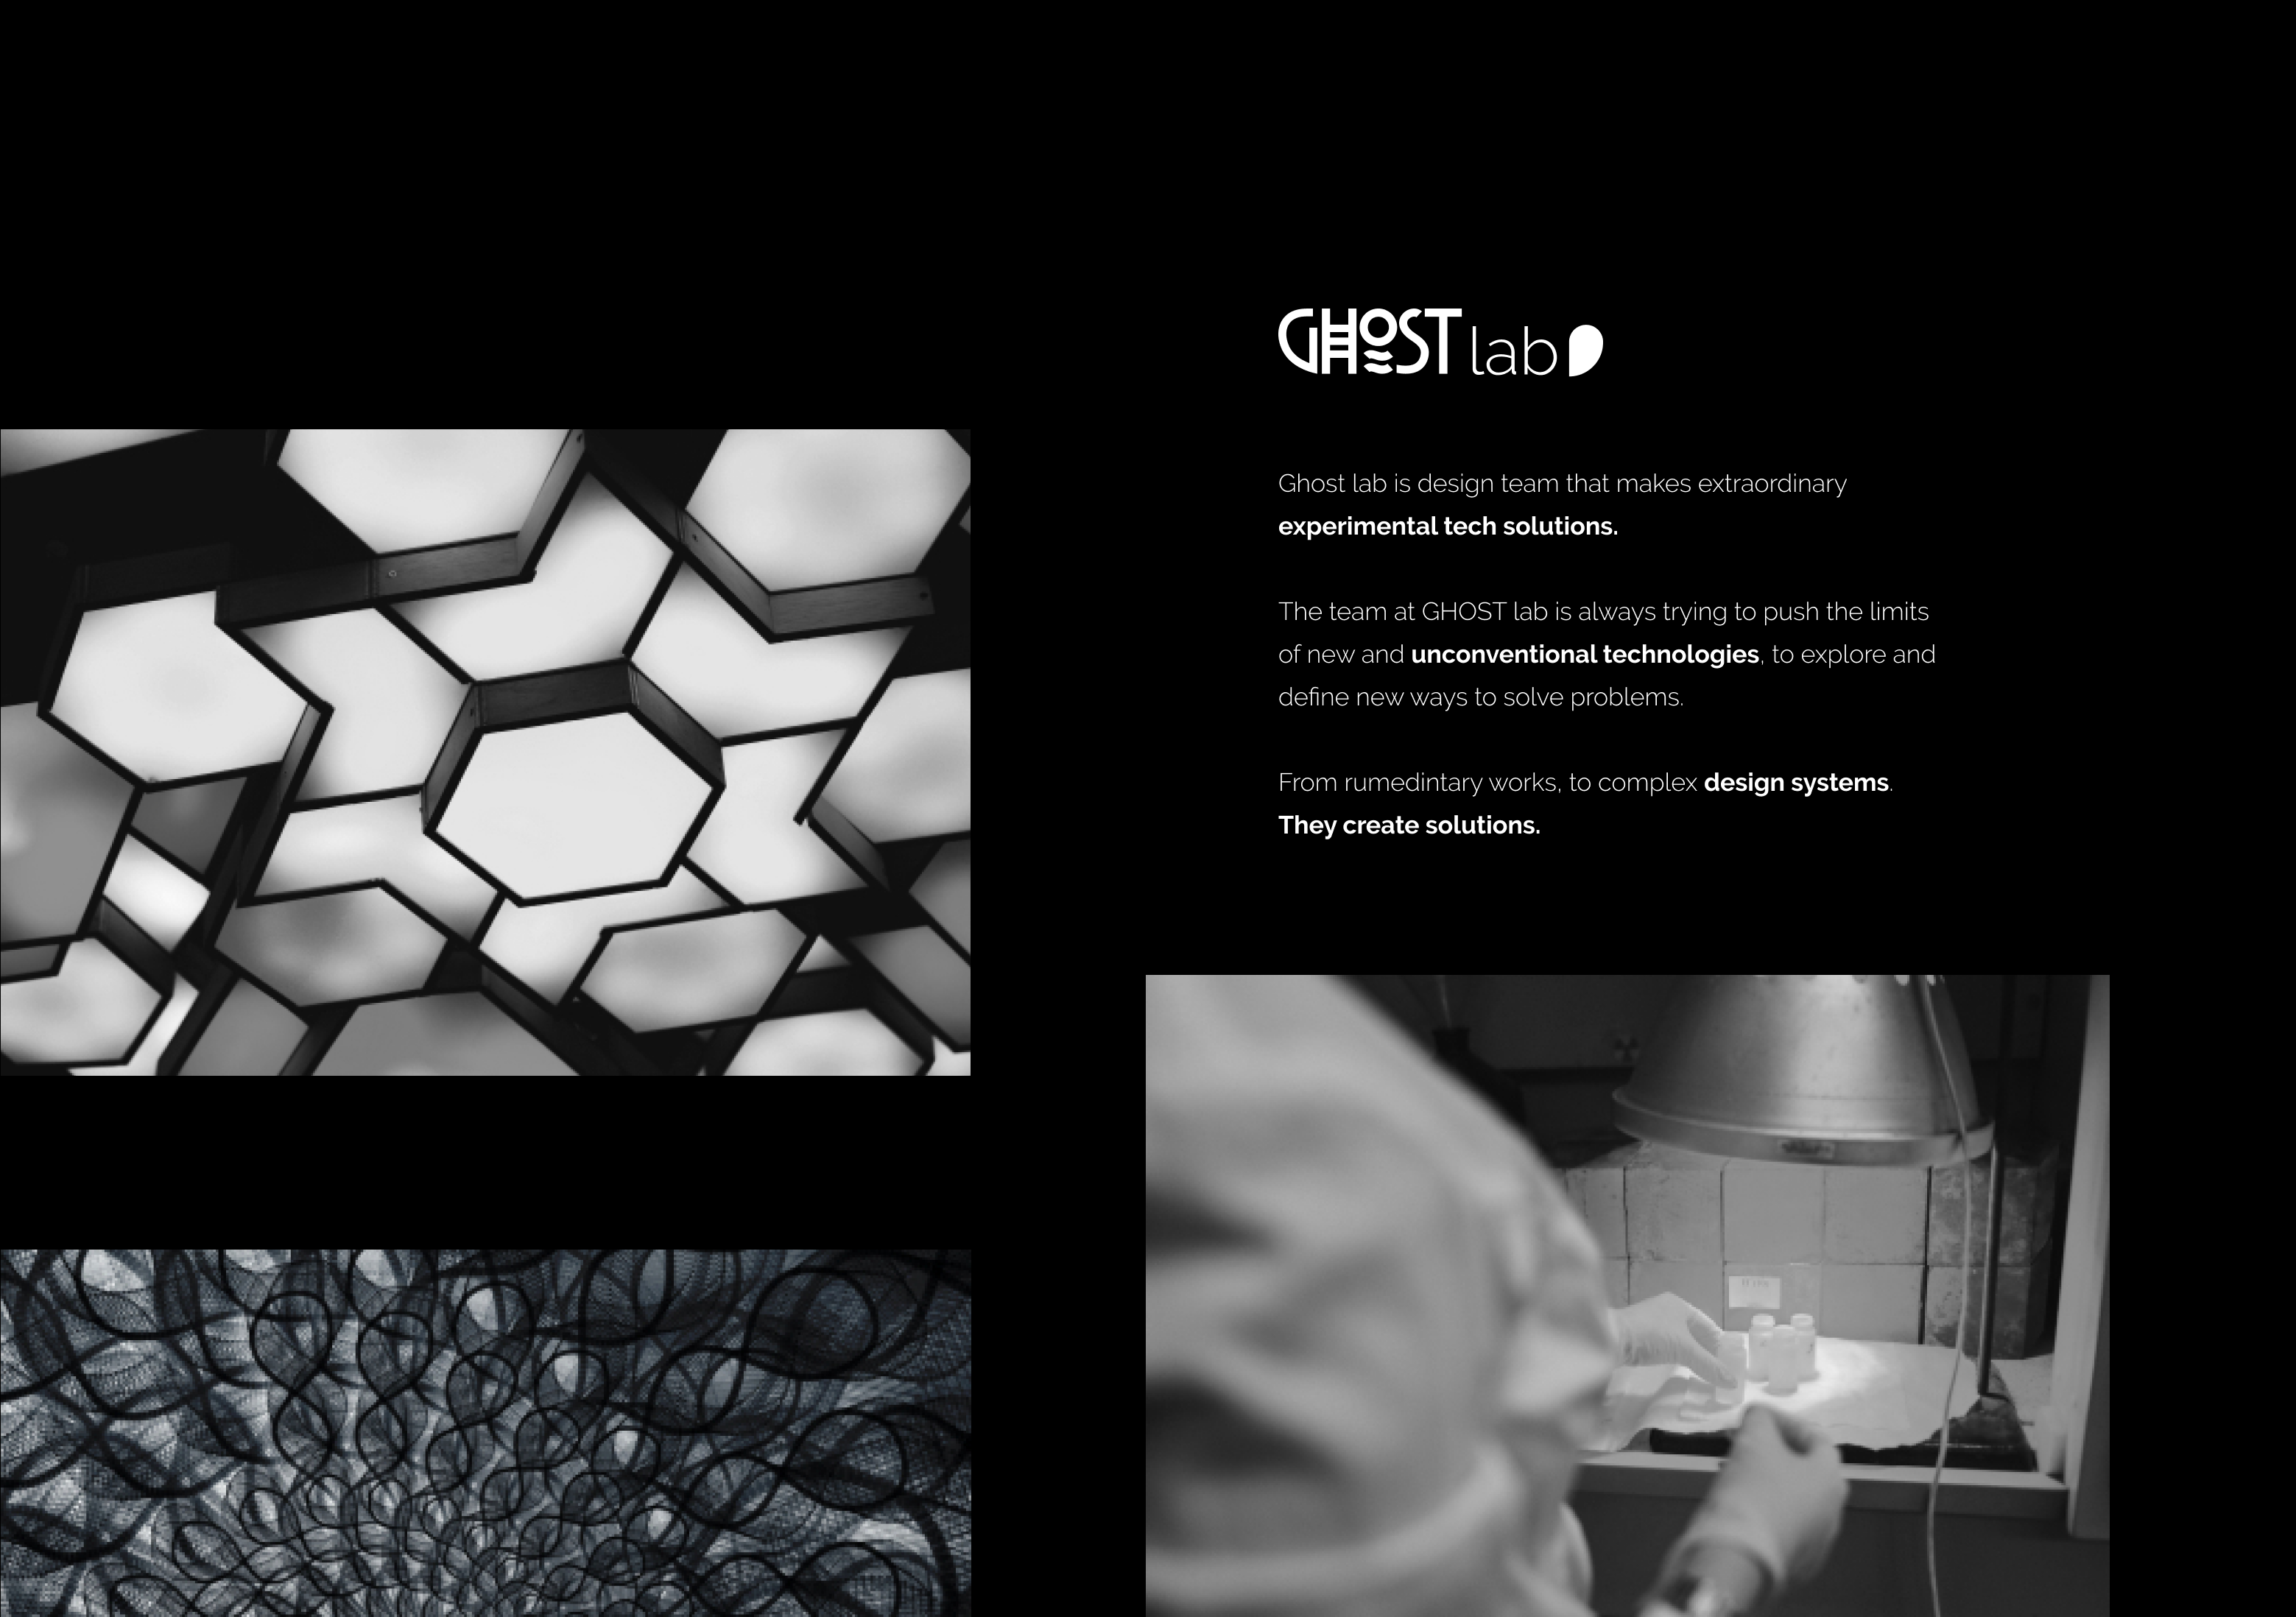 GHOST lab
Ghost lab is design team that makes extraordinary
experimental tech solutions.
The team at GHOST lab is always trying to push the limits
of new and unconventional technologies, to explore and
define new ways to solve problems.
From rumedintary works, to complex design systems.
They create solutions.